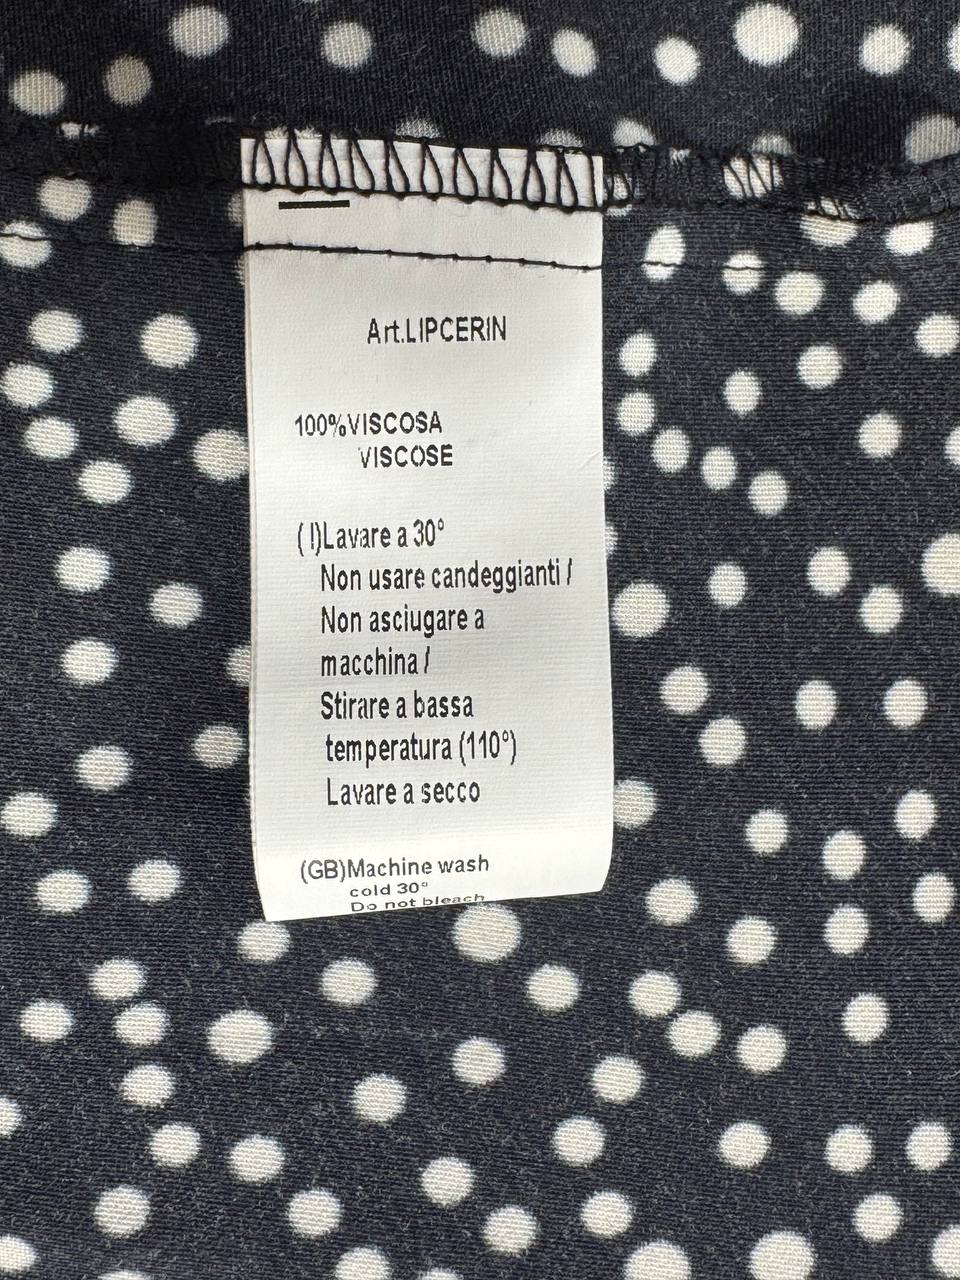 Art.LIPCERIN
100%VISCOSA
VISCOSE
( I)Lavare a 30°
Non usare candeggianti /
Non asciugare a
macchina /
Stirare a bassa
temperatura (110°)
Lavare a secco
(GB)Machine wash
cold 30°
Do not bleach